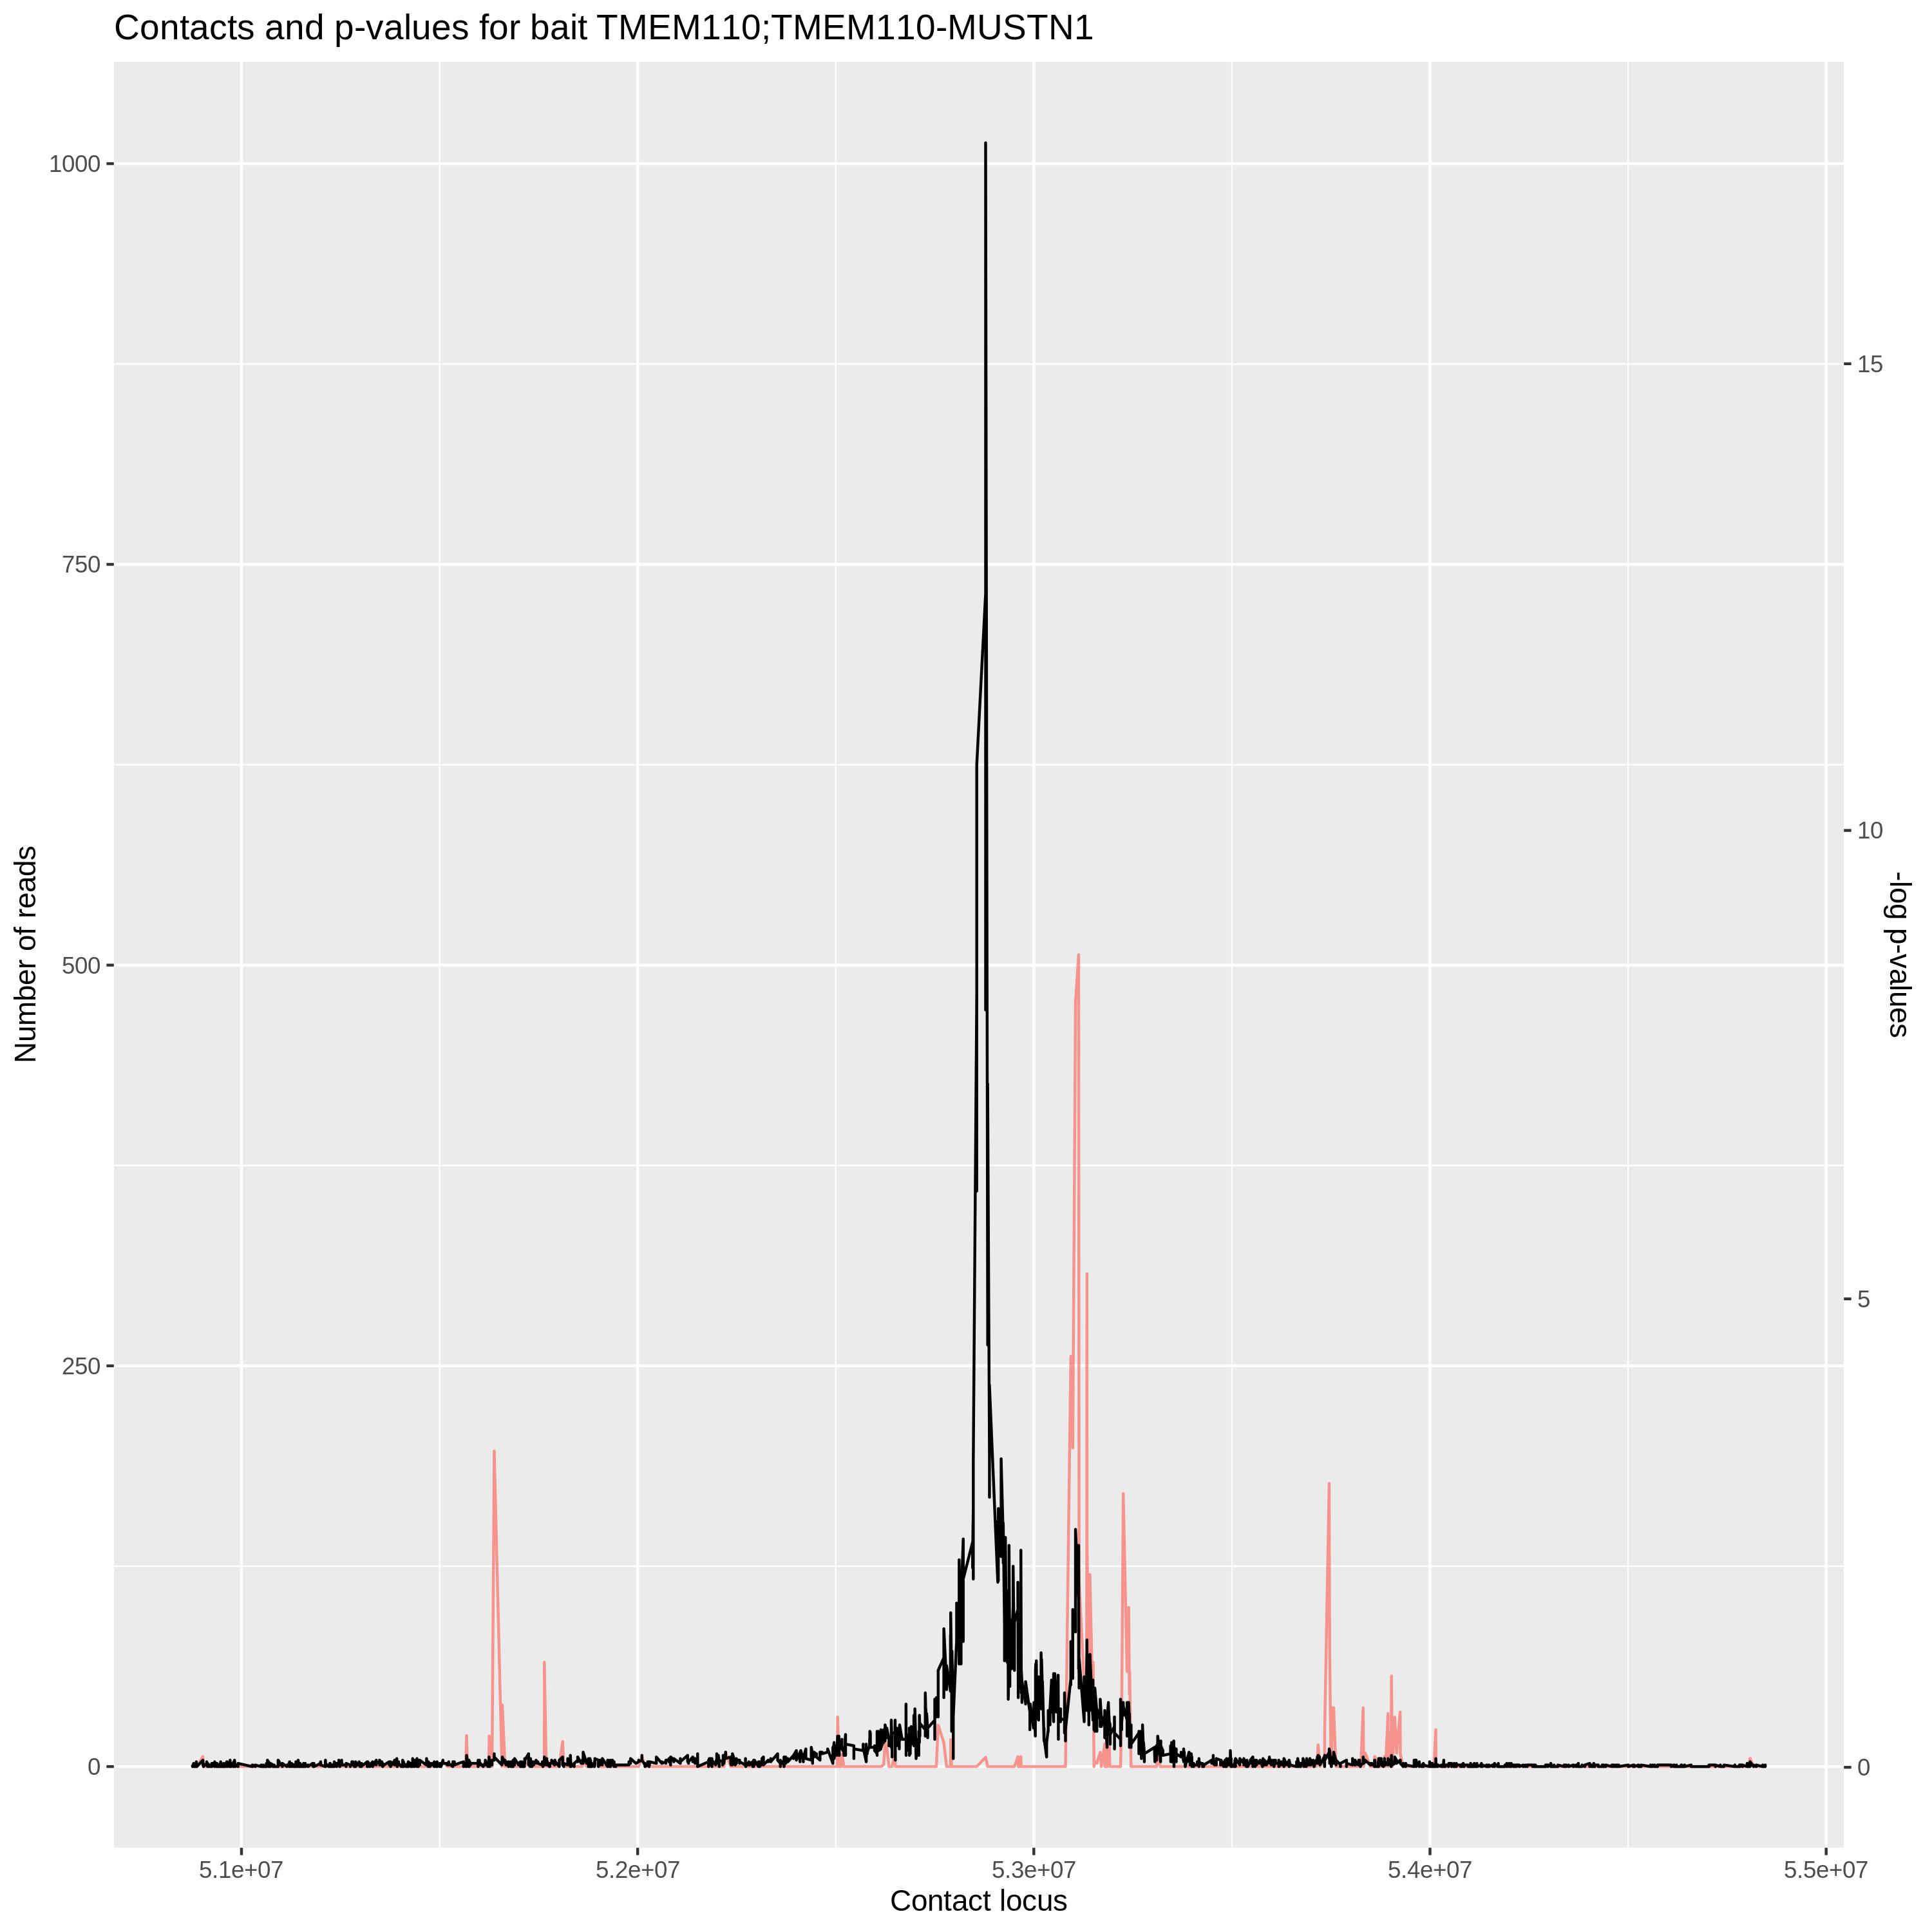 Contacts and p-values for bait TMEM110;TMEM110-MUSTN1
1000
750
500
250
0
Number of reads
15
10
5
0
-log p-values
5.1e+07
5.2e+07
5.3e+07
5.4e+07
5.5e+07
Contact locus